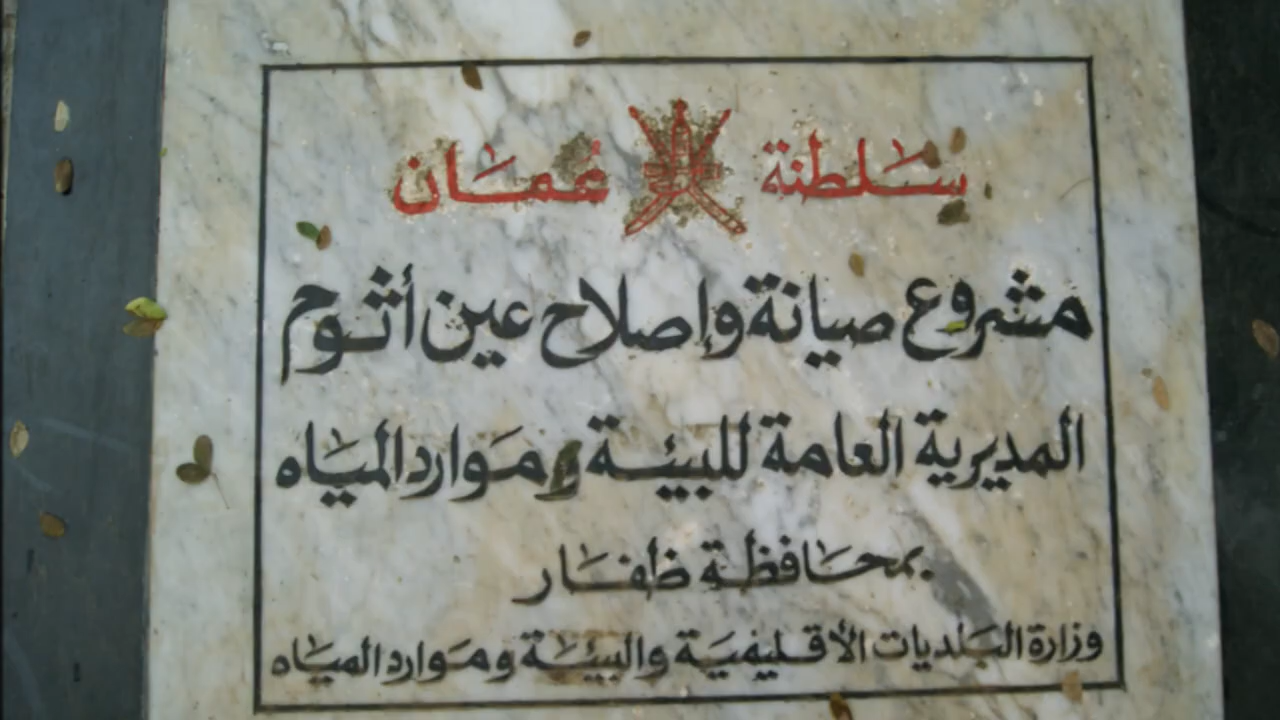 سلطنة عمان
مشروع صيانة وإصلاح عين أثوم
المديرية العامة للبيئة وموارد المياه
بمحافظة ظفار
وزارة البلديات الأقليمية والبيئة وموارد المياه